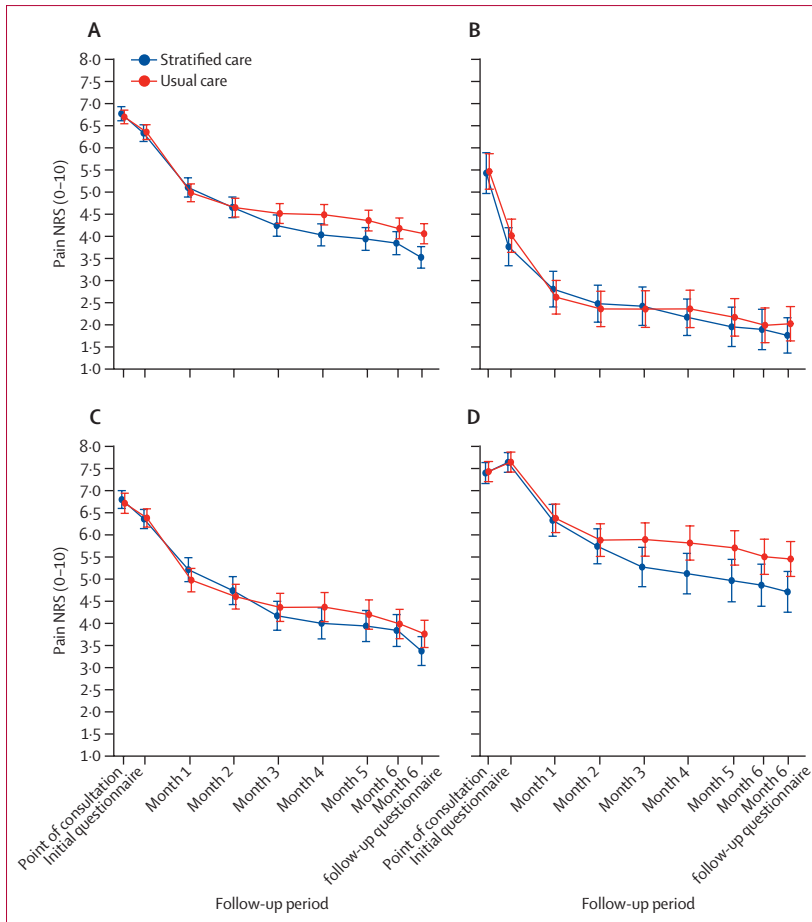 A
B
Stratified care
Usual care
8·0
7·5
7·0
6·5
6·0
5·5
5·0
4·5
4·0
3·5
3·0
2·5
2·0
1·5
1·0
Pain NRS (0–10)
C
D
8·0
7·5
7·0
6·5
6·0
5·5
5·0
4·5
4·0
3·5
3·0
2·5
2·0
1·5
1·0
Pain NRS (0–10)
Point of consultation
Initial questionnaire
Month 1
Month 2
Month 3
Month 4
Month 5
Month 6
Month 6
follow-up questionnaire
Point of consultation
Initial questionnaire
Month 1
Month 2
Month 3
Month 4
Month 5
Month 6
Month 6
follow-up questionnaire
Follow-up period
Follow-up period